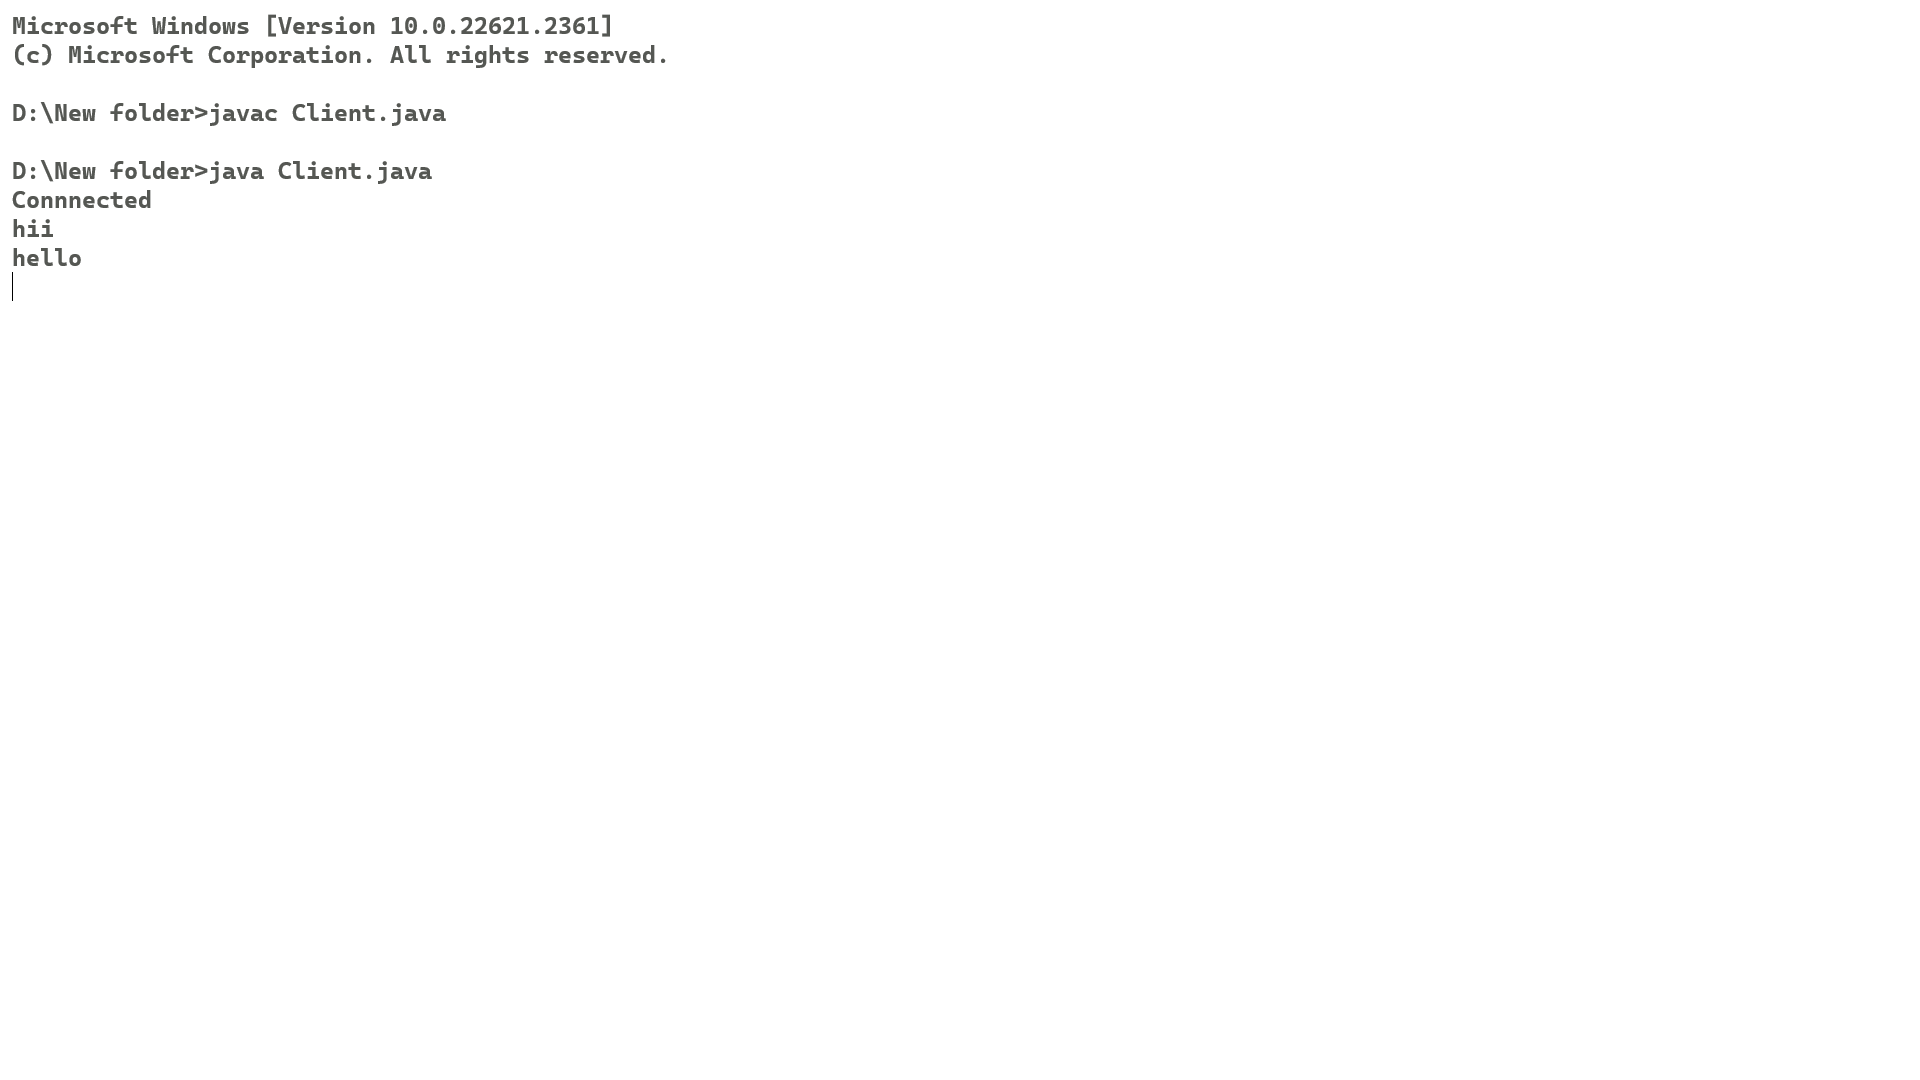 Microsoft Windows [Version 10.0.22621.2361]
(c) Microsoft Corporation. All rights reserved.
D:\New folder>javac Client.java
D:\New folder>java Client.java
Connnected
hii
hello